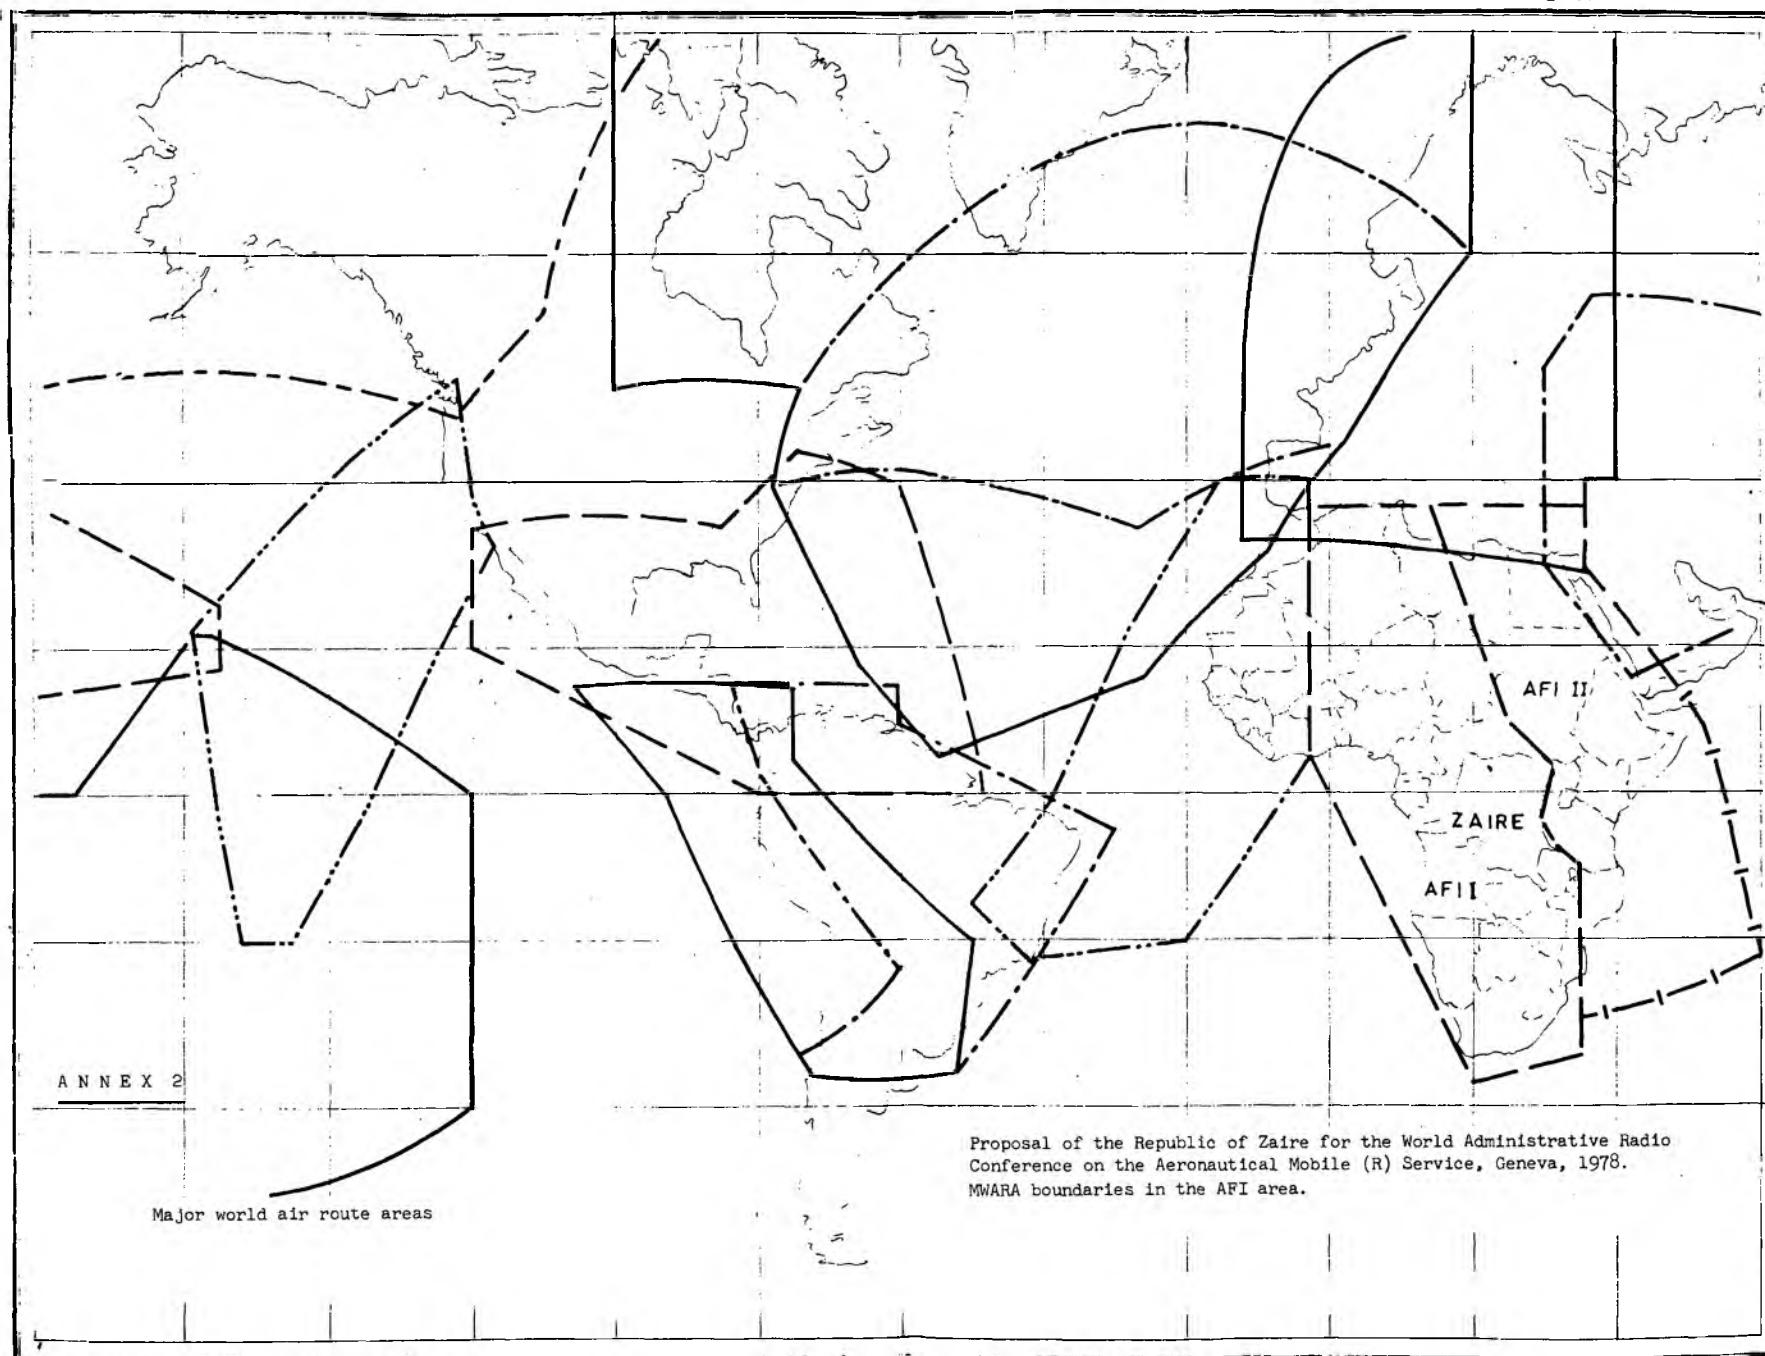 AFI II
ZAIRE
AFI I
ANNEX 2
Proposal of the Republic of Zaire for the World Administrative Radio
Conference on the Aeronautical Mobile (R) Service, Geneva, 1978.
MWARA boundaries in the AFI area.
Major world air route areas